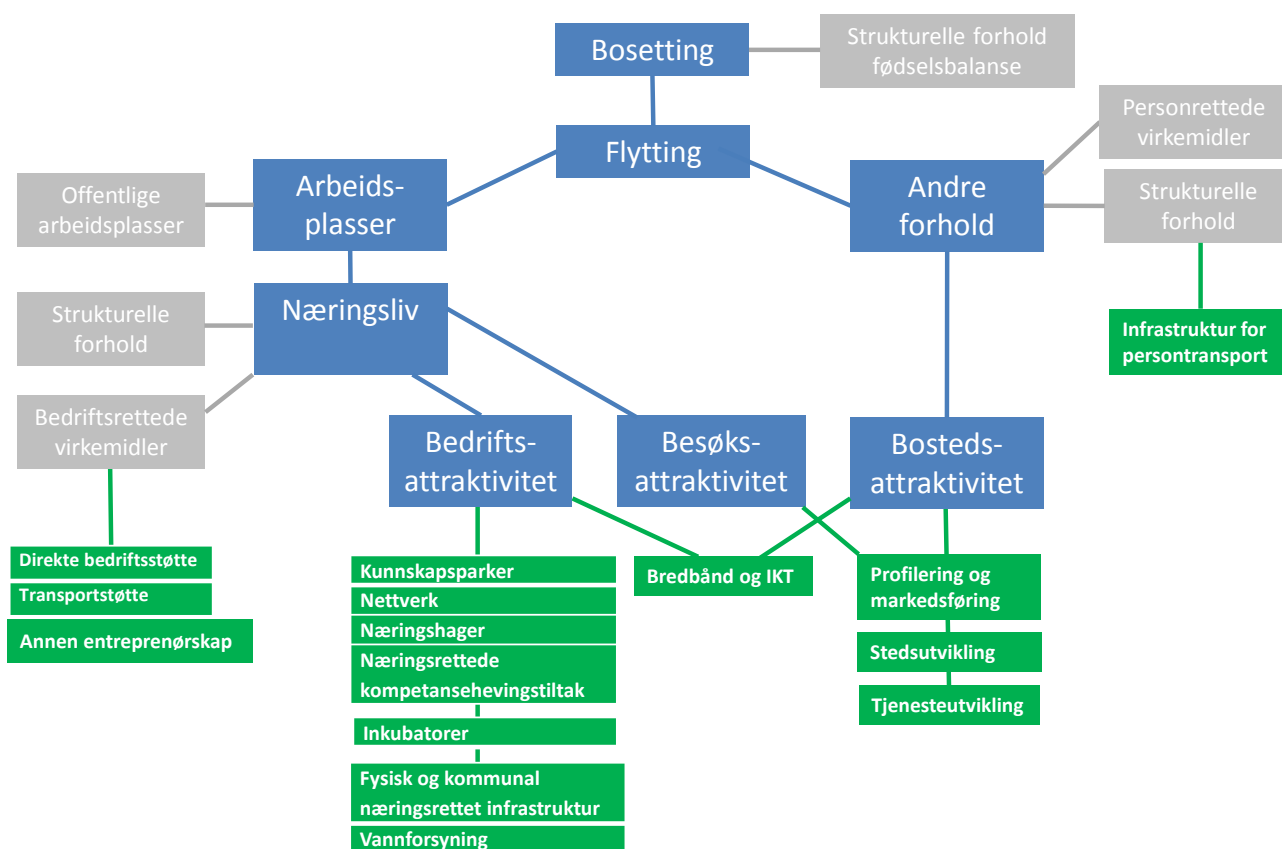 Bosetting
Strukturelle forhold
fødselsbalanse
Flytting
Personrettede
virkemidler
Arbeids-
plasser
Offentlige
arbeidsplasser
Andre
forhold
Strukturelle
forhold
Næringsliv
Strukturelle
forhold
Infrastruktur for
persontransport
Bedriftsrettede
virkemidler
Bedrifts-
attraktivitet
Besøks-
attraktivitet
Bosteds-
attraktivitet
Direkte bedriftsstøtte
Transportstøtte
Annen entreprenørskap
Kunnskapsparker
Nettverk
Næringshager
Næringsrettede
kompetansehevingstiltak
Inkubatorer
Fysisk og kommunal
næringsrettet infrastruktur
Vannforsyning
Bredbånd og IKT
Profilering og
markedsføring
Stedsutvikling
Tjenesteutvikling